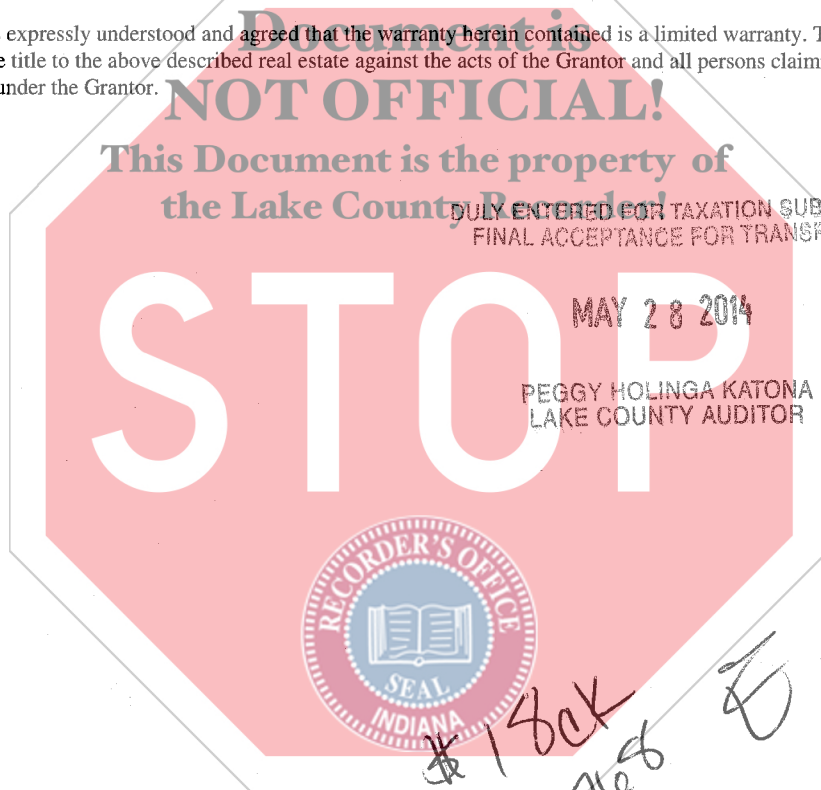 expressly understood and agreed that the warranty herein contained is a limited warranty.
title to the above described real estate against the acts of the Grantor and all persons
under the Grantor.
Document is
NOT OFFICIAL!
This Document is the property of
the Lake County Recorder!
DULY ENTERED FOR TAXATION SUB
FINAL ACCEPTANCE FOR TRANSF
MAY 28 2014
PEGGY HOLINGA KATONA
LAKE COUNTY AUDITOR
STOP
RECORDER'S OFFICE
SEAL
INDIANA
$18ck